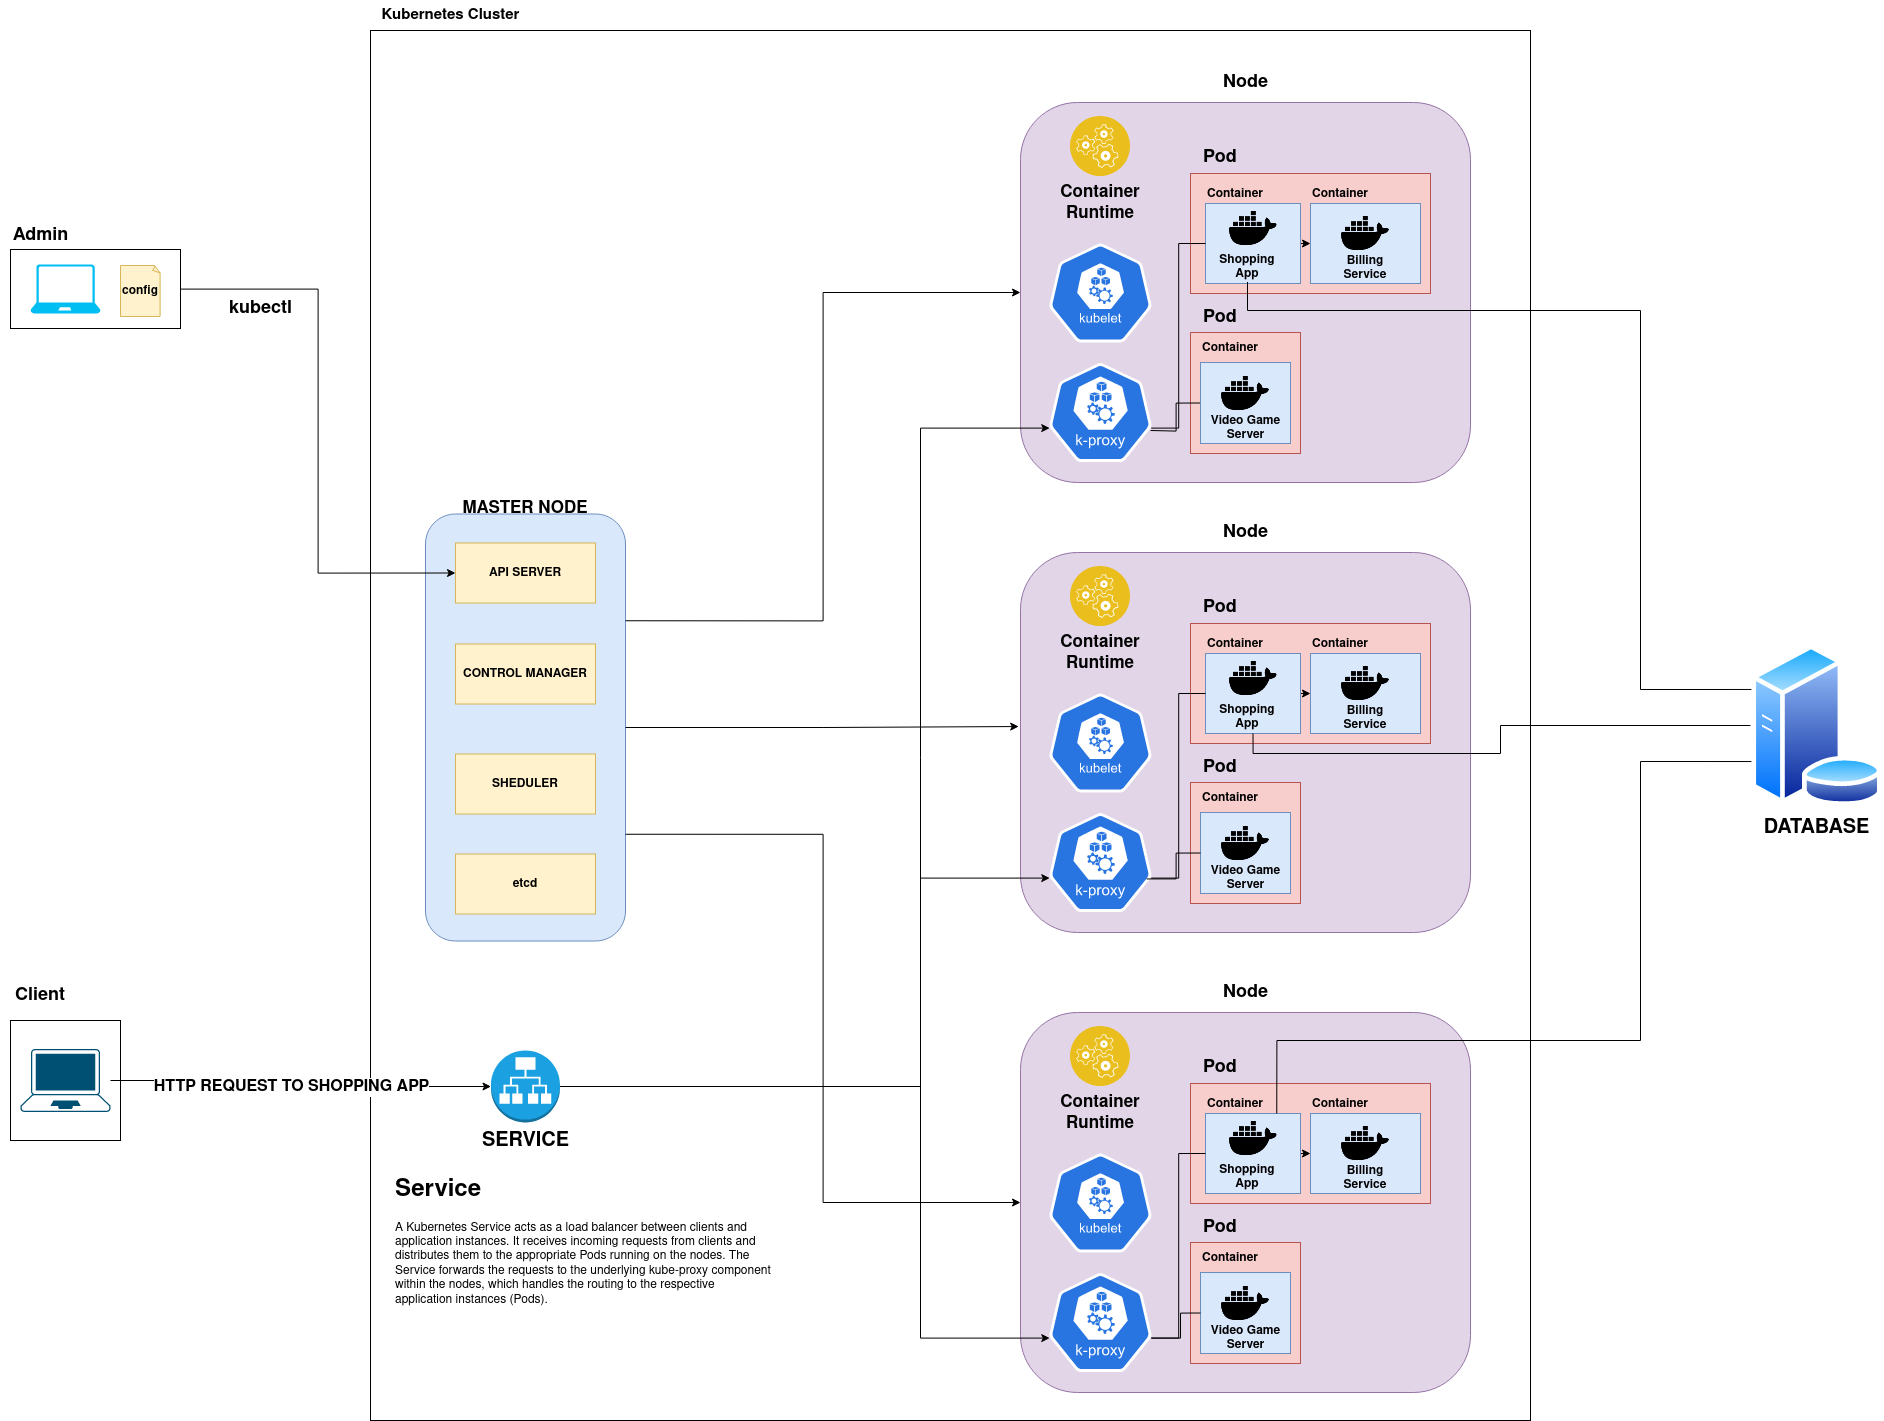 Kubernetes Cluster
Admin
config
kubectl
MASTER NODE
API SERVER
CONTROL MANAGER
SHEDULER
etcd
Client
HTTP REQUEST TO SHOPPING APP
SERVICE
Service
A Kubernetes Service acts as a load balancer between clients and
application instances. It receives incoming requests from clients and
distributes them to the appropriate Pods running on the nodes. The
Service forwards the requests to the underlying kube-proxy component
within the nodes, which handles the routing to the respective
application instances (Pods).
Node
Container
Runtime
kubelet
k-proxy
Pod
Container
Shopping
App
Container
Billing
Service
Pod
Container
Video Game
Server
Node
Container
Runtime
kubelet
k-proxy
Pod
Container
Shopping
App
Container
Billing
Service
Pod
Container
Video Game
Server
Node
Container
Runtime
kubelet
k-proxy
Pod
Container
Shopping
App
Container
Billing
Service
Pod
Container
Video Game
Server
DATABASE